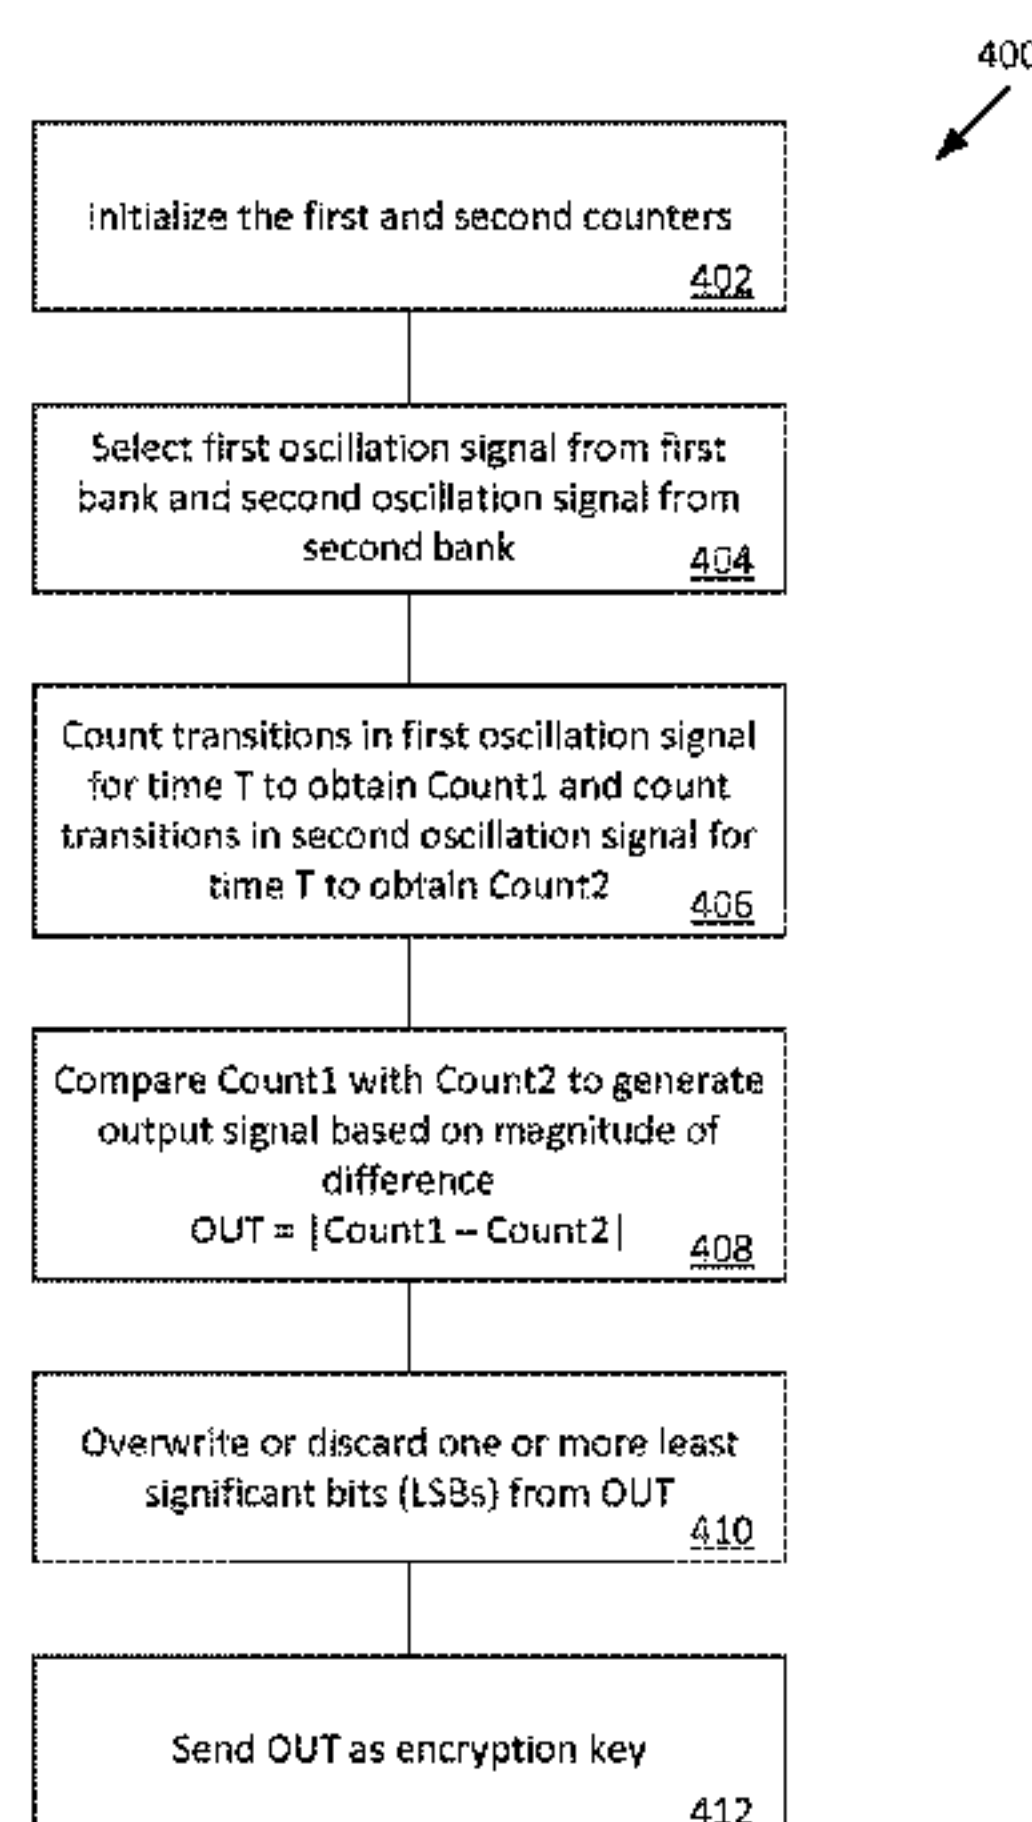 400
Initialize the first and second counters
402
Select first oscillation signal from first
bank and second oscillation signal from
second bank
404
Count transitions in first oscillation signal
for time T to obtain Count1 and count
transitions in second oscillation signal for
time T to obtain Count2
406
Compare Count1 with Count2 to generate
output signal based on magnitude of
difference
OUT = |Count1 – Count2|
408
Overwrite or discard one or more least
significant bits (LSBs) from OUT
410
Send OUT as encryption key
412